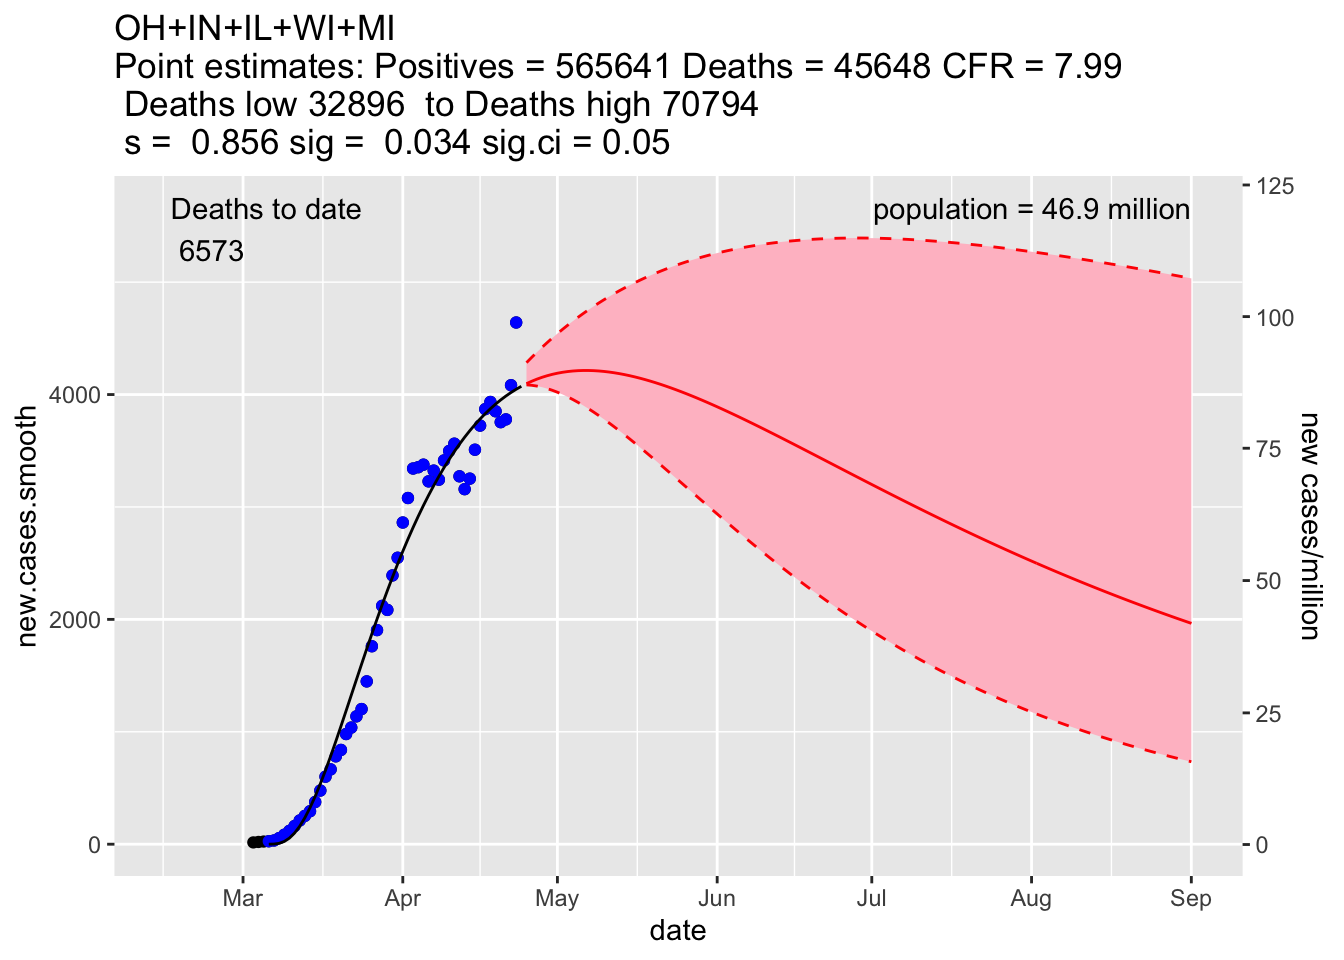 OH+IN+IL+WI+MI
Point estimates: Positives = 565641 Deaths = 45648 CFR = 7.99
Deaths low 32896  to Deaths high 70794
s =  0.856 sig =  0.034 sig.ci = 0.05
Deaths to date
6573
population = 46.9 million
new.cases.smooth
4000
2000
0
125
100
75
50
25
0
new cases/million
Mar
Apr
May
Jun
Jul
Aug
Sep
date